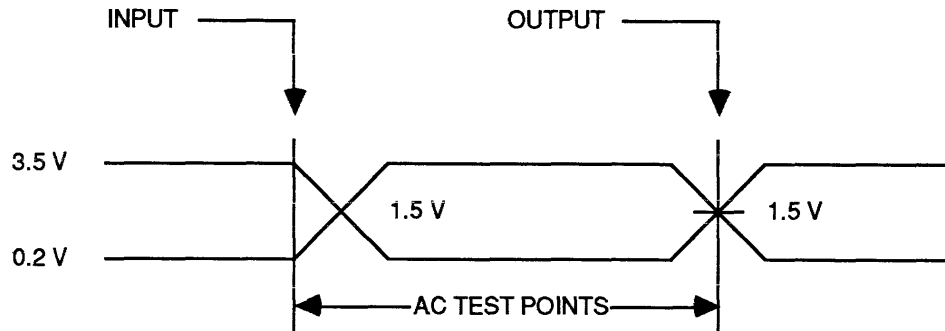 INPUT
OUTPUT
3.5 V
1.5 V
1.5 V
0.2 V
AC TEST POINTS